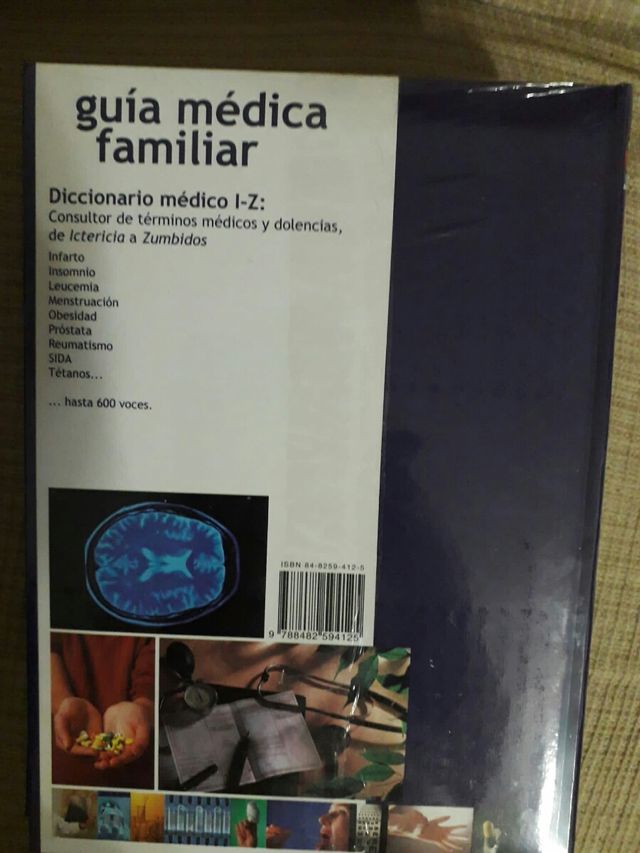 guía médica
familiar
Diccionario médico I-Z:
Consultor de términos médicos y dolencias,
de Ictericia a Zumbidos
Infarto
Insomnio
Leucemia
Menstruación
Obesidad
Próstata
Reumatismo
SIDA
Tétanos...
... hasta 600 voces.
ISBN 84-8259-412-5
9 788482 594125